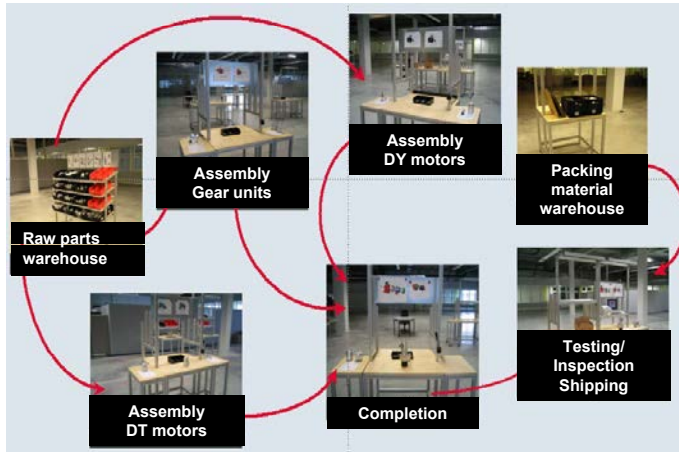 Assembly
DY motors
Assembly
Gear units
Packing
material
warehouse
Raw parts
warehouse
Testing/
Inspection
Shipping
Assembly
DT motors
Completion